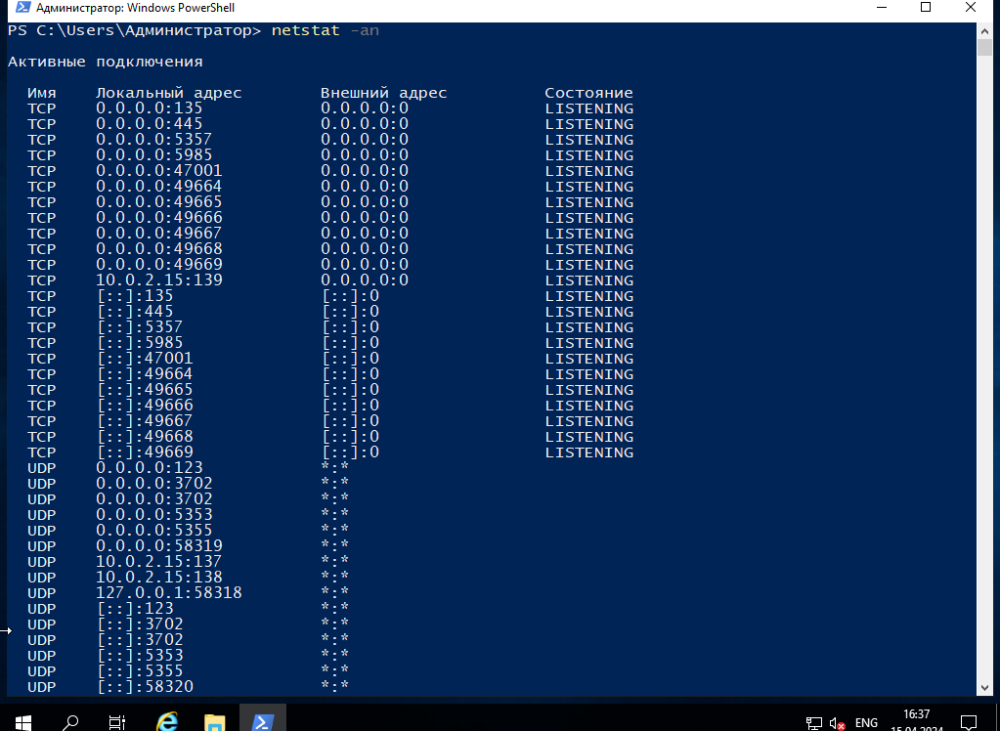 Администратор: Windows PowerShell
PS C:\Users\Администратор> netstat -an
Активные подключения
Имя Локальный адрес Внешний адрес Состояние
TCP 0.0.0.0:135 0.0.0.0:0 LISTENING
TCP 0.0.0.0:445 0.0.0.0:0 LISTENING
TCP 0.0.0.0:5357 0.0.0.0:0 LISTENING
TCP 0.0.0.0:5985 0.0.0.0:0 LISTENING
TCP 0.0.0.0:47001 0.0.0.0:0 LISTENING
TCP 0.0.0.0:49664 0.0.0.0:0 LISTENING
TCP 0.0.0.0:49665 0.0.0.0:0 LISTENING
TCP 0.0.0.0:49666 0.0.0.0:0 LISTENING
TCP 0.0.0.0:49667 0.0.0.0:0 LISTENING
TCP 0.0.0.0:49668 0.0.0.0:0 LISTENING
TCP 0.0.0.0:49669 0.0.0.0:0 LISTENING
TCP 10.0.2.15:139 0.0.0.0:0 LISTENING
TCP [::]:135 [::]:0 LISTENING
TCP [::]:445 [::]:0 LISTENING
TCP [::]:5357 [::]:0 LISTENING
TCP [::]:5985 [::]:0 LISTENING
TCP [::]:47001 [::]:0 LISTENING
TCP [::]:49664 [::]:0 LISTENING
TCP [::]:49665 [::]:0 LISTENING
TCP [::]:49666 [::]:0 LISTENING
TCP [::]:49667 [::]:0 LISTENING
TCP [::]:49668 [::]:0 LISTENING
TCP [::]:49669 [::]:0 LISTENING
UDP 0.0.0.0:123 *:*
UDP 0.0.0.0:3702 *:*
UDP 0.0.0.0:3702 *:*
UDP 0.0.0.0:5353 *:*
UDP 0.0.0.0:5355 *:*
UDP 0.0.0.0:58319 *:*
UDP 10.0.2.15:137 *:*
UDP 10.0.2.15:138 *:*
UDP 127.0.0.1:58318 *:*
UDP [::]:123 *:*
UDP [::]:3702 *:*
UDP [::]:3702 *:*
UDP [::]:5353 *:*
UDP [::]:5355 *:*
UDP [::]:58320 *:*
ENG 16:37
15.04.2024